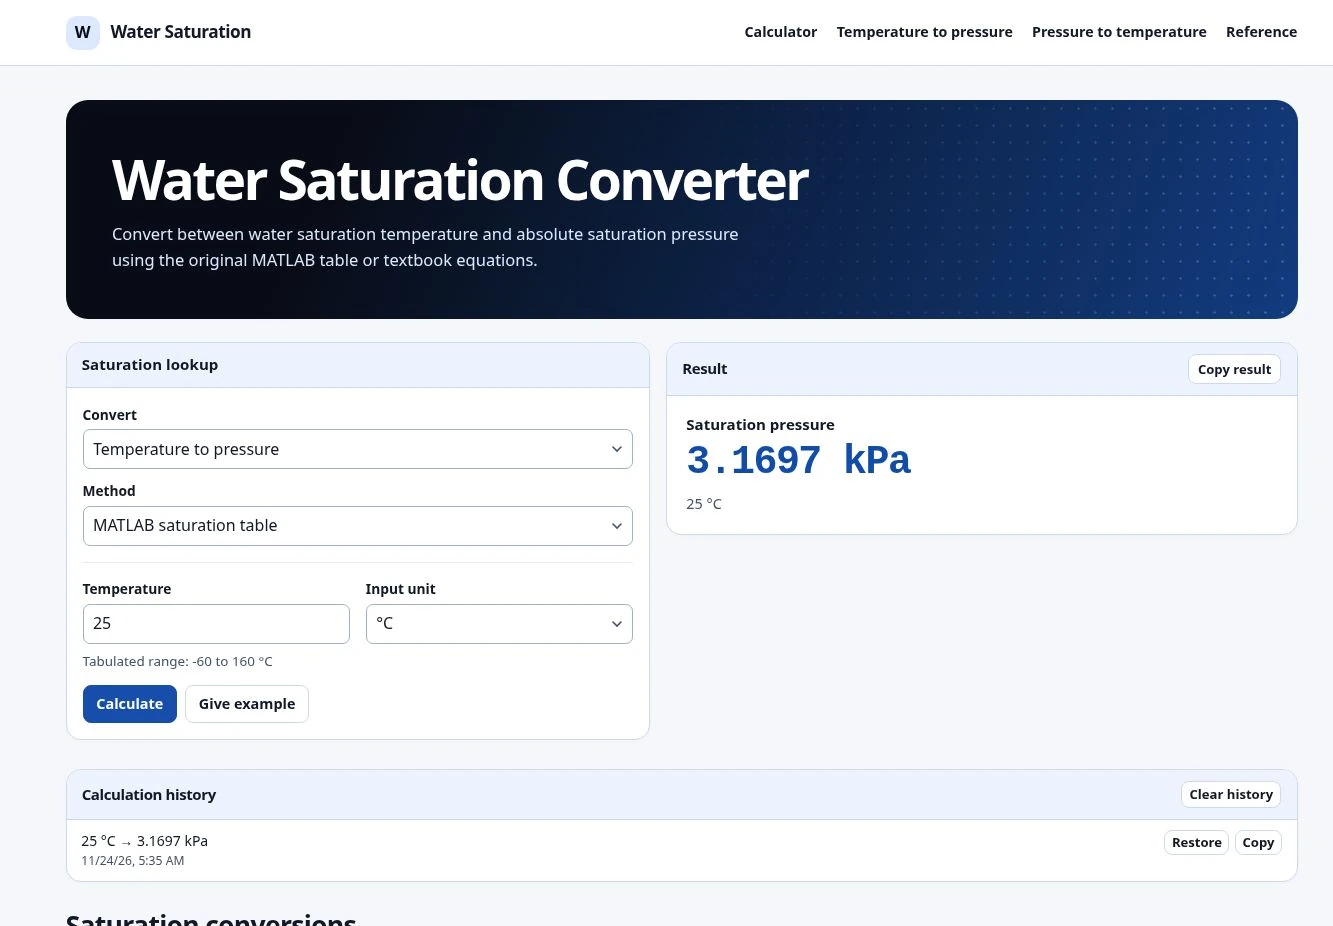 W Water Saturation
Calculator Temperature to pressure Pressure to temperature Reference
Water Saturation Converter
Convert between water saturation temperature and absolute saturation pressure
using the original MATLAB table or textbook equations.
Saturation lookup
Convert
Temperature to pressure
Method
MATLAB saturation table
Temperature Input unit
25 °C
Tabulated range: -60 to 160 °C
Calculate Give example
Result Copy result
Saturation pressure
3.1697 kPa
25 °C
Calculation history Clear history
25 °C → 3.1697 kPa
11/24/26, 5:35 AM
Restore Copy
Saturation conversions